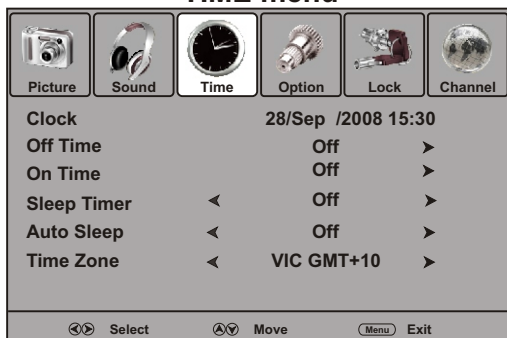 Picture Sound Time Option Lock Channel
Clock 28/Sep /2008 15:30
Off Time Off
On Time Off
Sleep Timer Off
Auto Sleep Off
Time Zone VIC GMT+10
Select Move Menu Exit